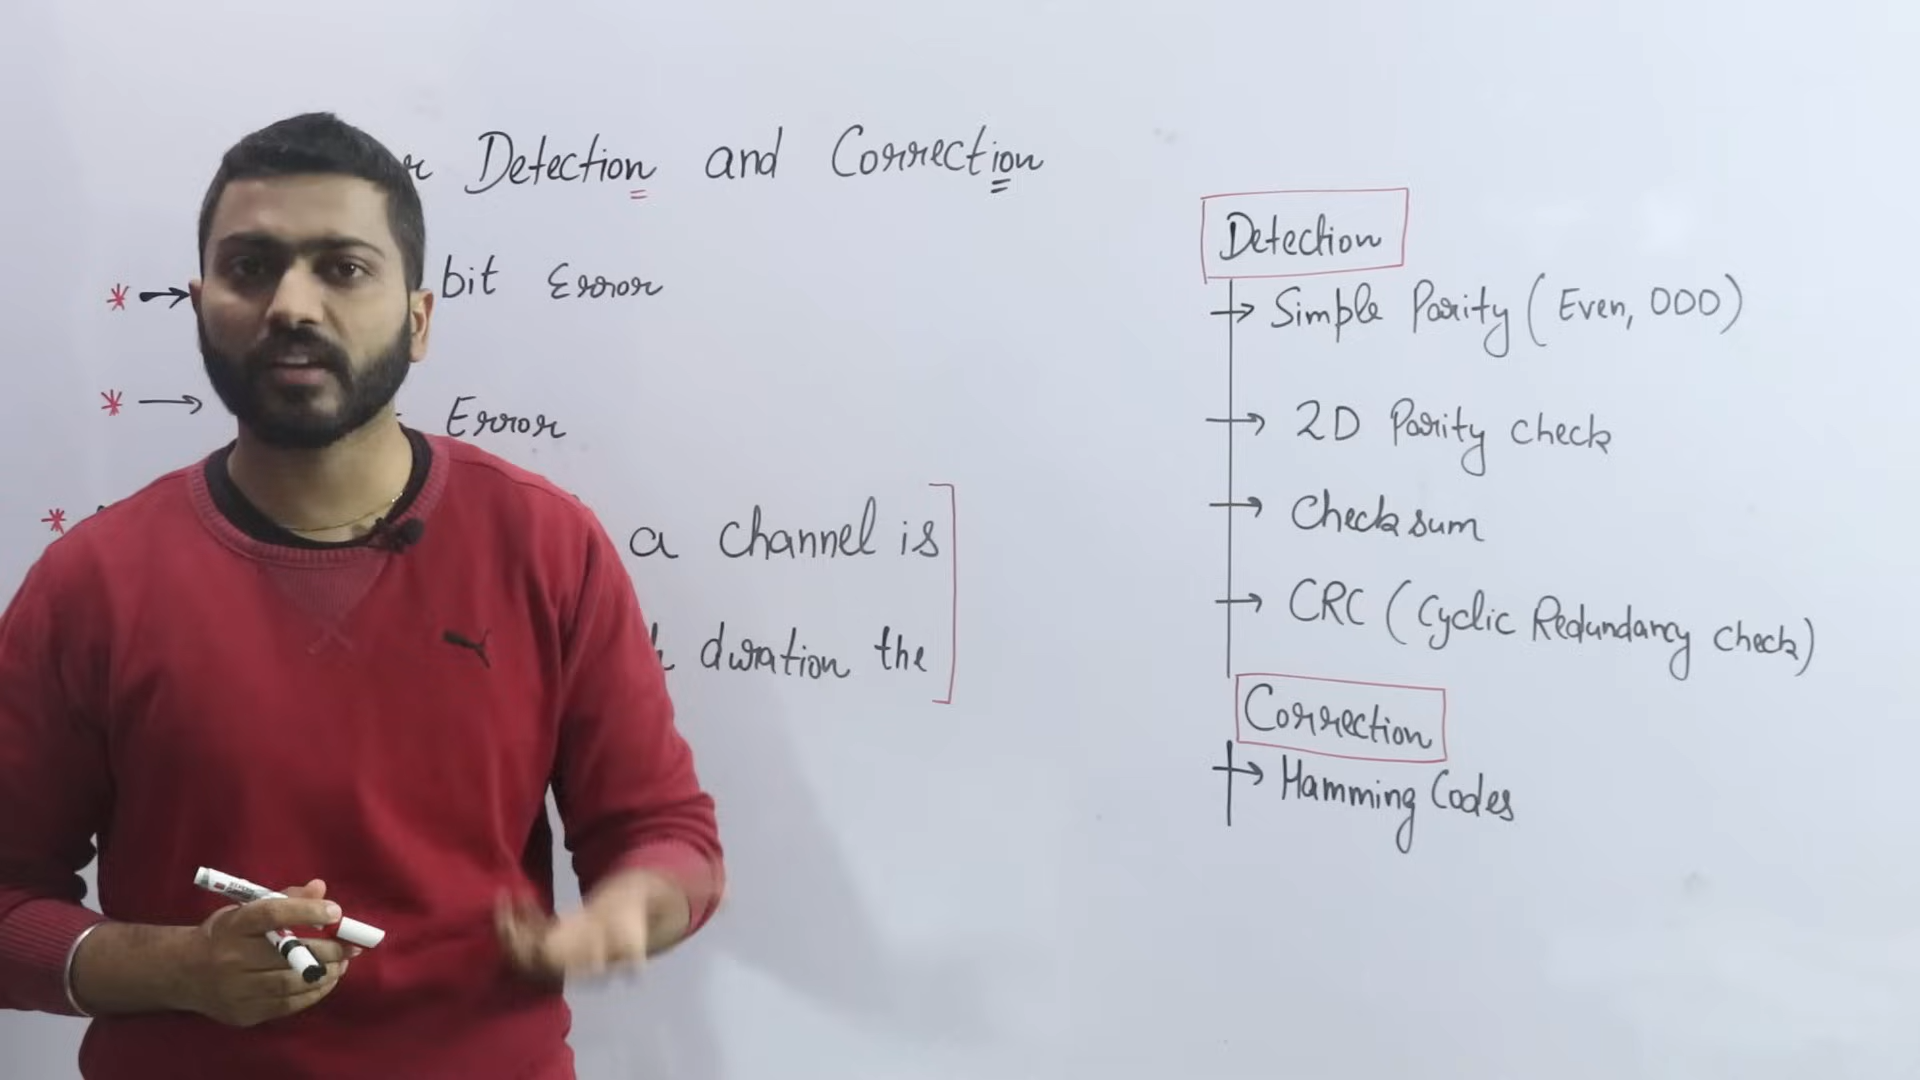 Detection and Correction
bit Error
Error
a channel is
duration the
Detection
Simple Parity (Even, ODD)
2D Parity check
Checksum
CRC (Cyclic Redundancy check)
Correction
Hamming Codes